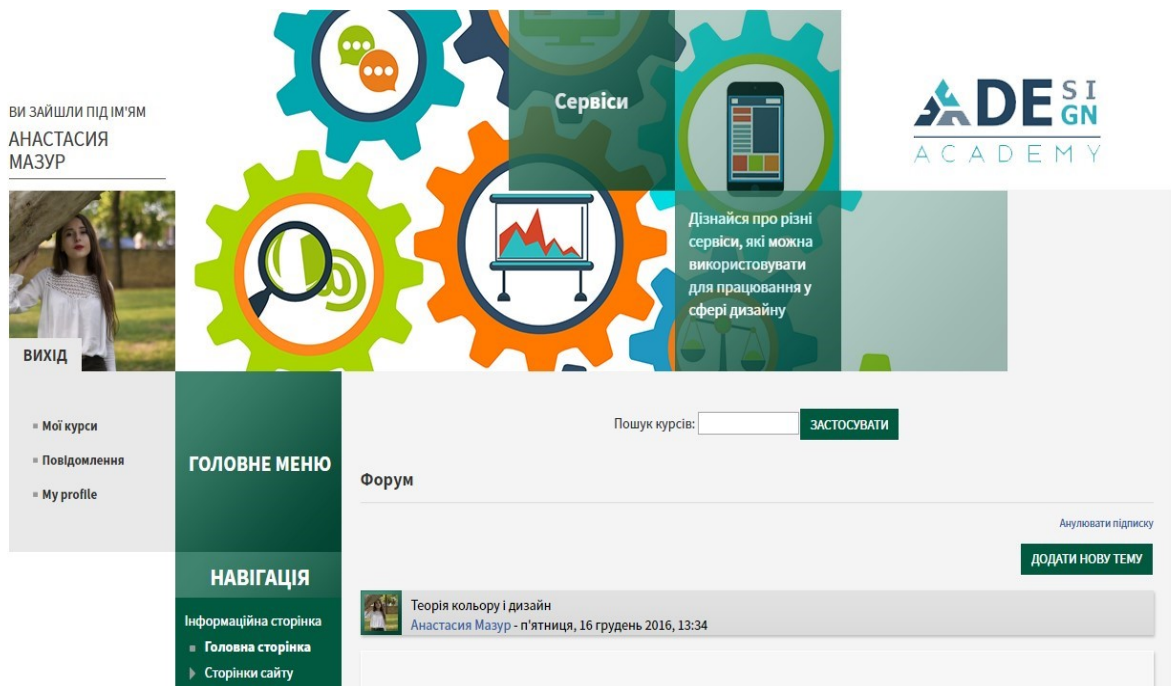 ВИ ЗАЙШЛИ ПІД ІМ'ЯМ
АНАСТАСИЯ
МАЗУР
ВИХІД
Сервіси
Дізнайся про різні
сервіси, які можна
використовувати
для працювання у
сфері дизайну
ADE SI
GN
ACADEMY
Мої курси
Повідомлення
My profile
ГОЛОВНЕ МЕНЮ
НАВІГАЦІЯ
Інформаційна сторінка
Головна сторінка
Сторінки сайту
Пошук курсів: ЗАСТОСУВАТИ
Форум
Анулювати підписку
ДОДАТИ НОВУ ТЕМУ
Теорія кольору і дизайн
Анастасия Мазур - п'ятниця, 16 грудень 2016, 13:34